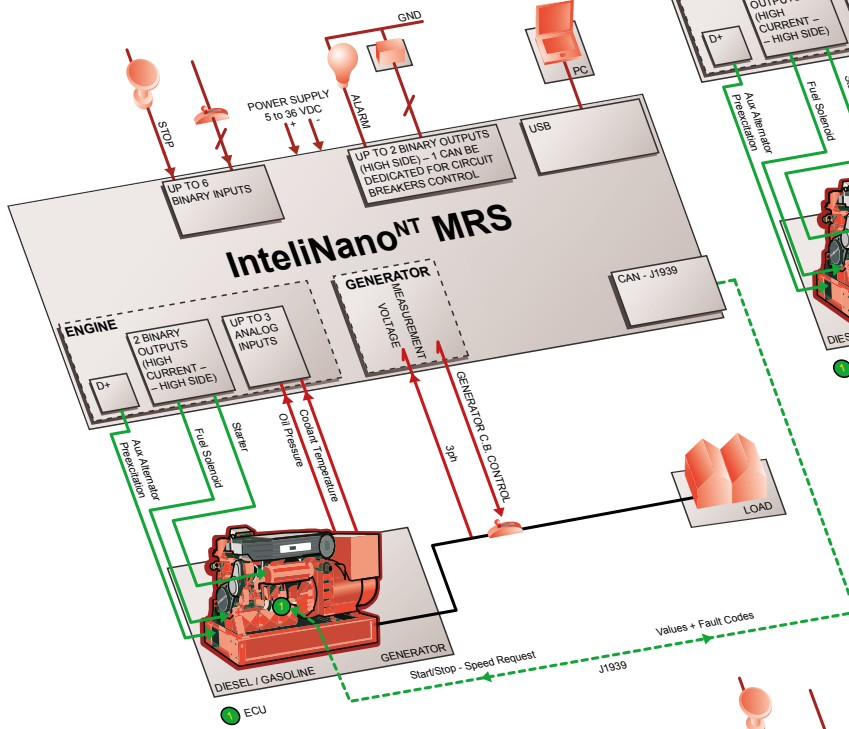 GND
PC
STOP
POWER SUPPLY
5 to 36 VDC
+ -
ALARM
UP TO 6
BINARY INPUTS
UP TO 2 BINARY OUTPUTS
(HIGH SIDE) – 1 CAN BE
DEDICATED FOR CIRCUIT
BREAKERS CONTROL
USB
InteliNanoNT MRS
ENGINE
D+
2 BINARY
OUTPUTS
(HIGH
CURRENT –
– HIGH SIDE)
UP TO 3
ANALOG
INPUTS
GENERATOR
MEASUREMENT
VOLTAGE
CAN - J1939
Aux Alternator
Preexcitation
Fuel Solenoid
Starter
Oil Pressure
Coolant Temperature
3ph
GENERATOR C.B. CONTROL
LOAD
1
DIESEL / GASOLINE
GENERATOR
1 ECU
Start/Stop - Speed Request
J1939
Values + Fault Codes
D+
(HIGH
CURRENT –
– HIGH SIDE)
Aux Alternator
Preexcitation
Fuel Solenoid
1